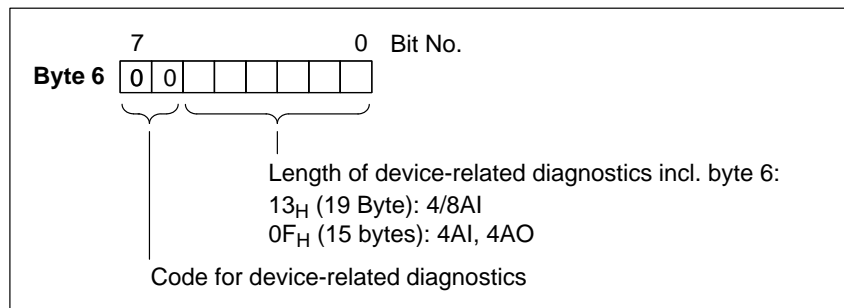 7 0 Bit No.
Byte 6 0 0
Length of device-related diagnostics incl. byte 6:
13H (19 Byte): 4/8AI
0FH (15 bytes): 4AI, 4AO
Code for device-related diagnostics